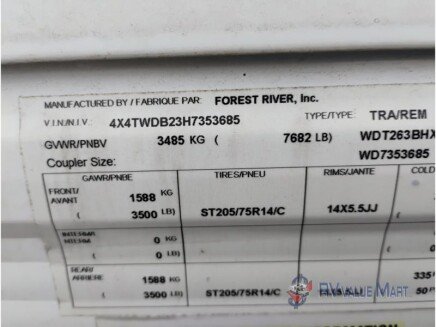 MANUFACTURED BY / FABRIQUE PAR: FOREST RIVER, Inc.
V.I.N./N.I.V.: 4X4TWDB23H7353685 TYPE/TYPE: TRA/REM
GVWR/PNBV 3485 KG ( 7682 LB) WDT263BHX
Coupler Size: WD7353685
GAWR/PNBE TIRES/PNEU RIMS/JANTE COLD
FRONT/ AVANT 1588 KG
( 3500 LB) ST205/75R14/C 14X5.5JJ
0 KG
( 0 LB)
REAR/ ARRIERE 1588 KG 335
( 3500 LB) ST205/75R14/C 50
RV Value Mart